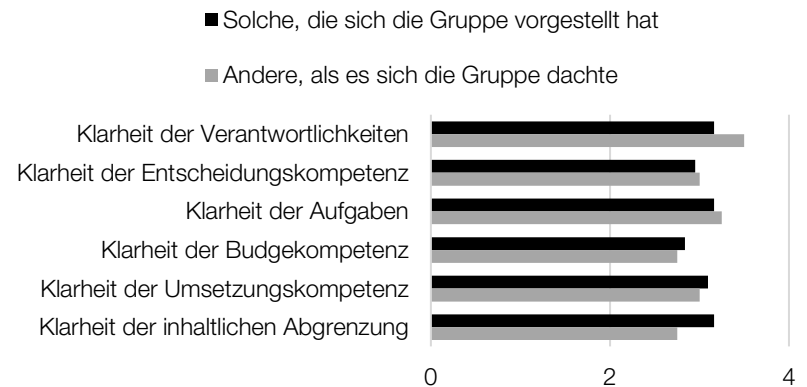 Solche, die sich die Gruppe vorgestellt hat
Andere, als es sich die Gruppe dachte
Klarheit der Verantwortlichkeiten
Klarheit der Entscheidungskompetenz
Klarheit der Aufgaben
Klarheit der Budgekompetenz
Klarheit der Umsetzungskompetenz
Klarheit der inhaltlichen Abgrenzung
0 2 4